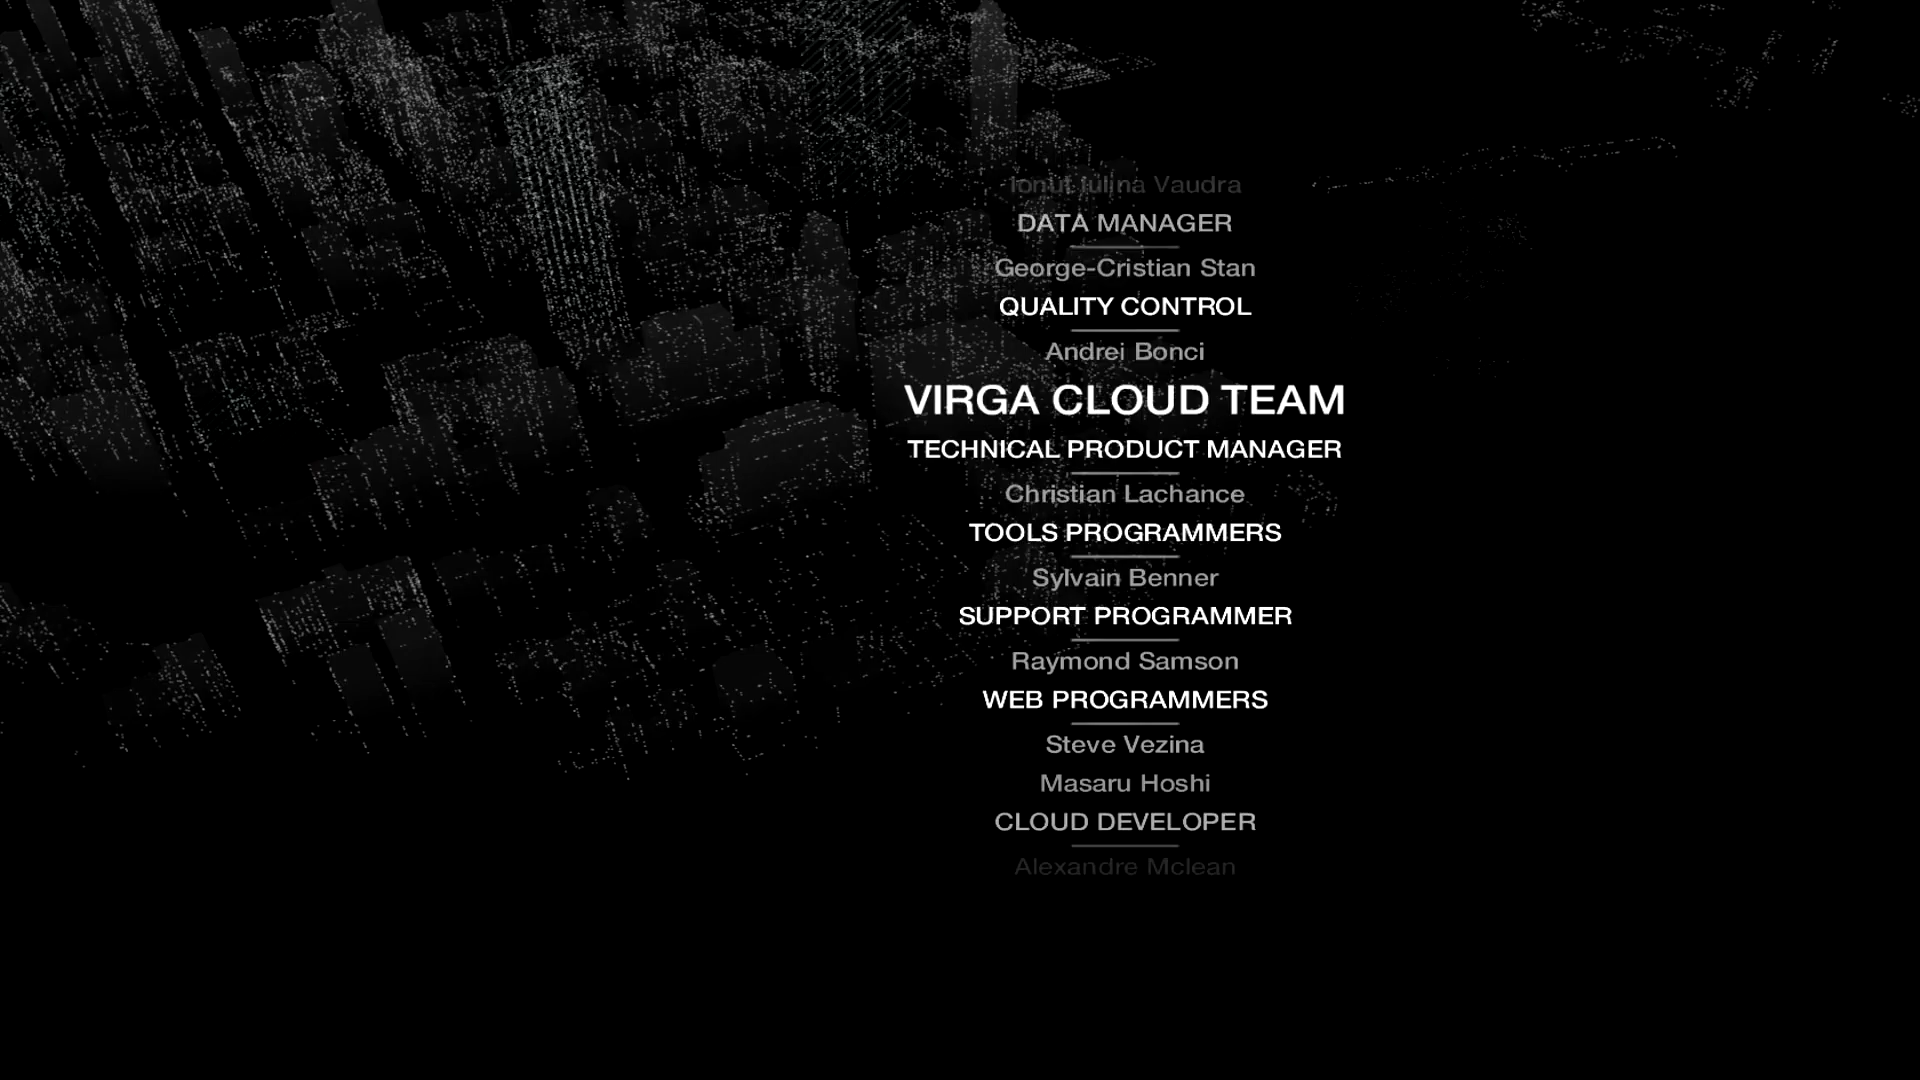 Ionut Iulina Vaudra
DATA MANAGER
George-Cristian Stan
QUALITY CONTROL
Andrei Bonci
VIRGA CLOUD TEAM
TECHNICAL PRODUCT MANAGER
Christian Lachance
TOOLS PROGRAMMERS
Sylvain Benner
SUPPORT PROGRAMMER
Raymond Samson
WEB PROGRAMMERS
Steve Vezina
Masaru Hoshi
CLOUD DEVELOPER
Alexandre Mclean